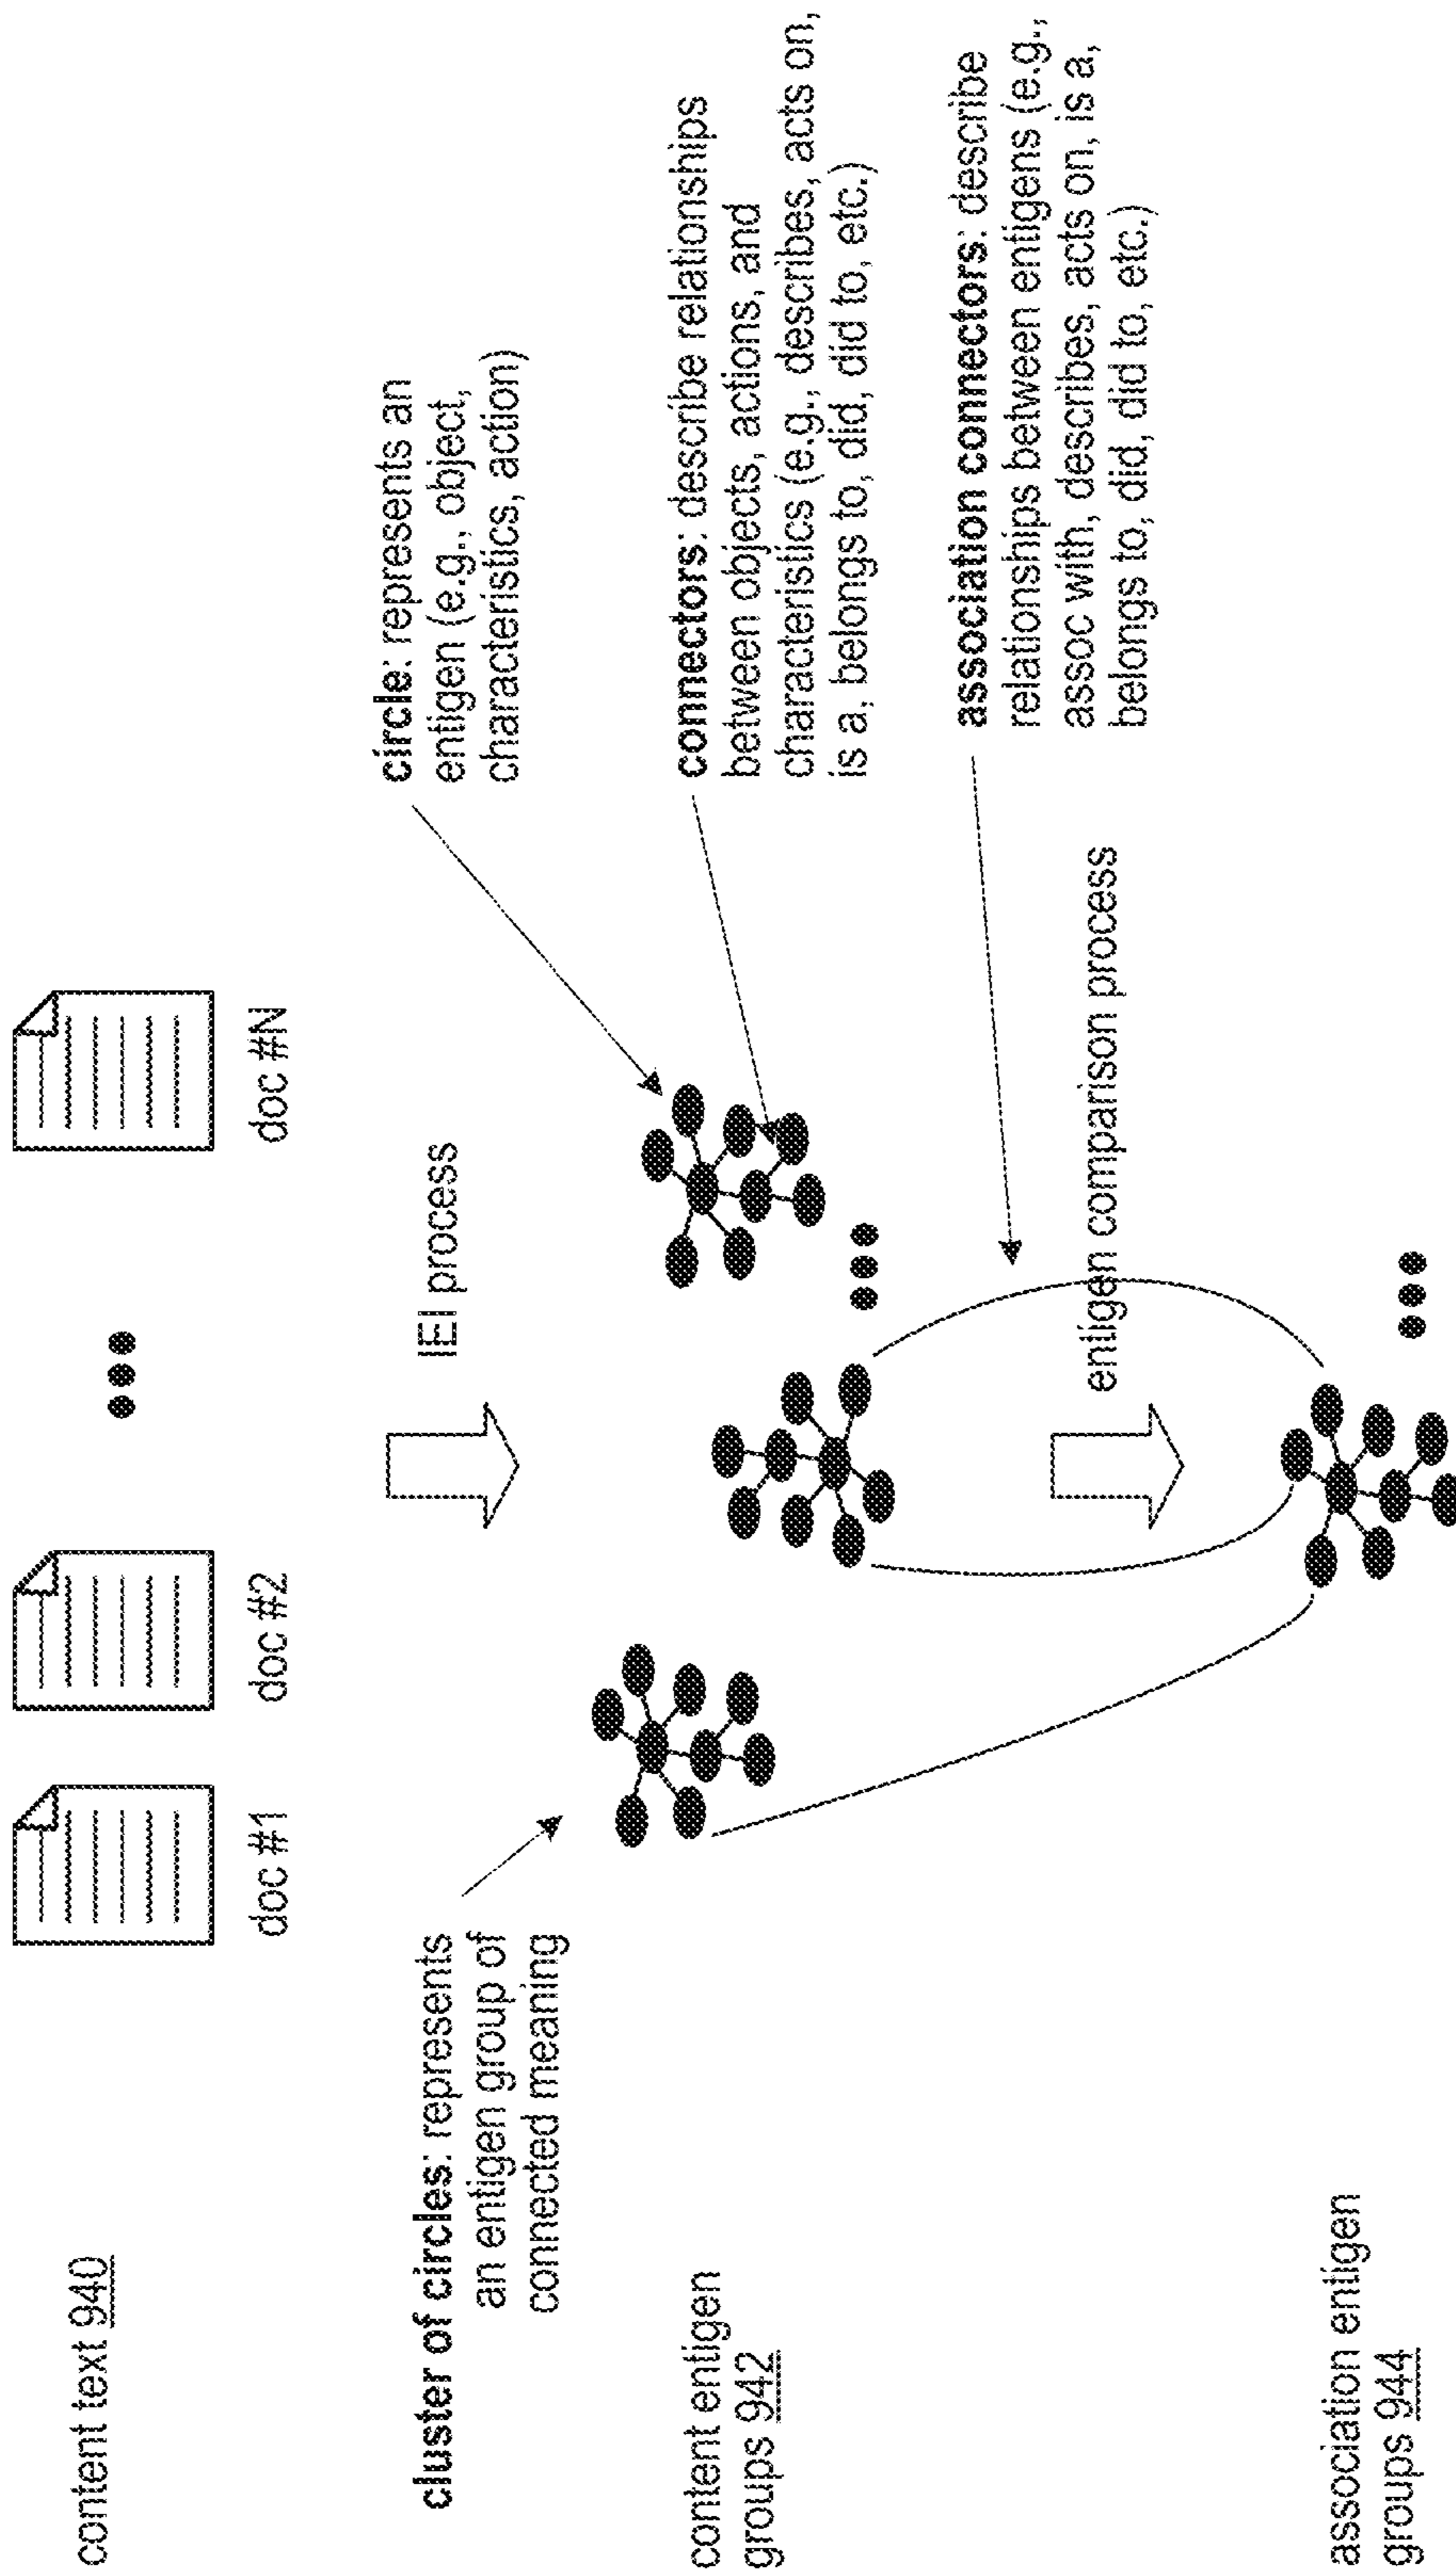 content text 940
doc #1
doc #2
doc #N
IEI process
cluster of circles: represents
an entigen group of
connected meaning
circle: represents an
entigen (e.g., object,
characteristics, action)
content entigen
groups 942
connectors: describe relationships
between objects, actions, and
characteristics (e.g., describes, acts on,
is a, belongs to, did, did to, etc.)
association connectors: describe
relationships between entigens (e.g.,
assoc with, describes, acts on, is a,
belongs to, did, did to, etc.)
entigen comparison process
association entigen
groups 944